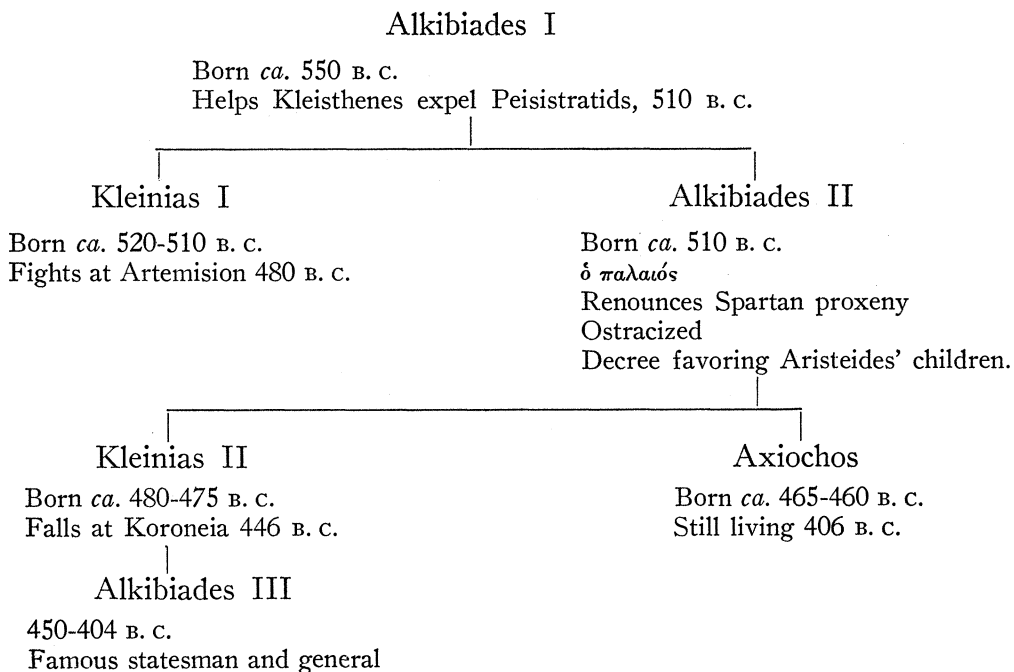 Alkibiades I
Born ca. 550 B. C.
Helps Kleisthenes expel Peisistratids, 510 B. C.
Kleinias I
Born ca. 520-510 B. C.
Fights at Artemision 480 B. C.
Alkibiades II
Born ca. 510 B. C.
ὁ παλαιός
Renounces Spartan proxeny
Ostracized
Decree favoring Aristeides' children.
Kleinias II
Born ca. 480-475 B. C.
Falls at Koroneia 446 B. C.
Axiochos
Born ca. 465-460 B. C.
Still living 406 B. C.
Alkibiades III
450-404 B. C.
Famous statesman and general